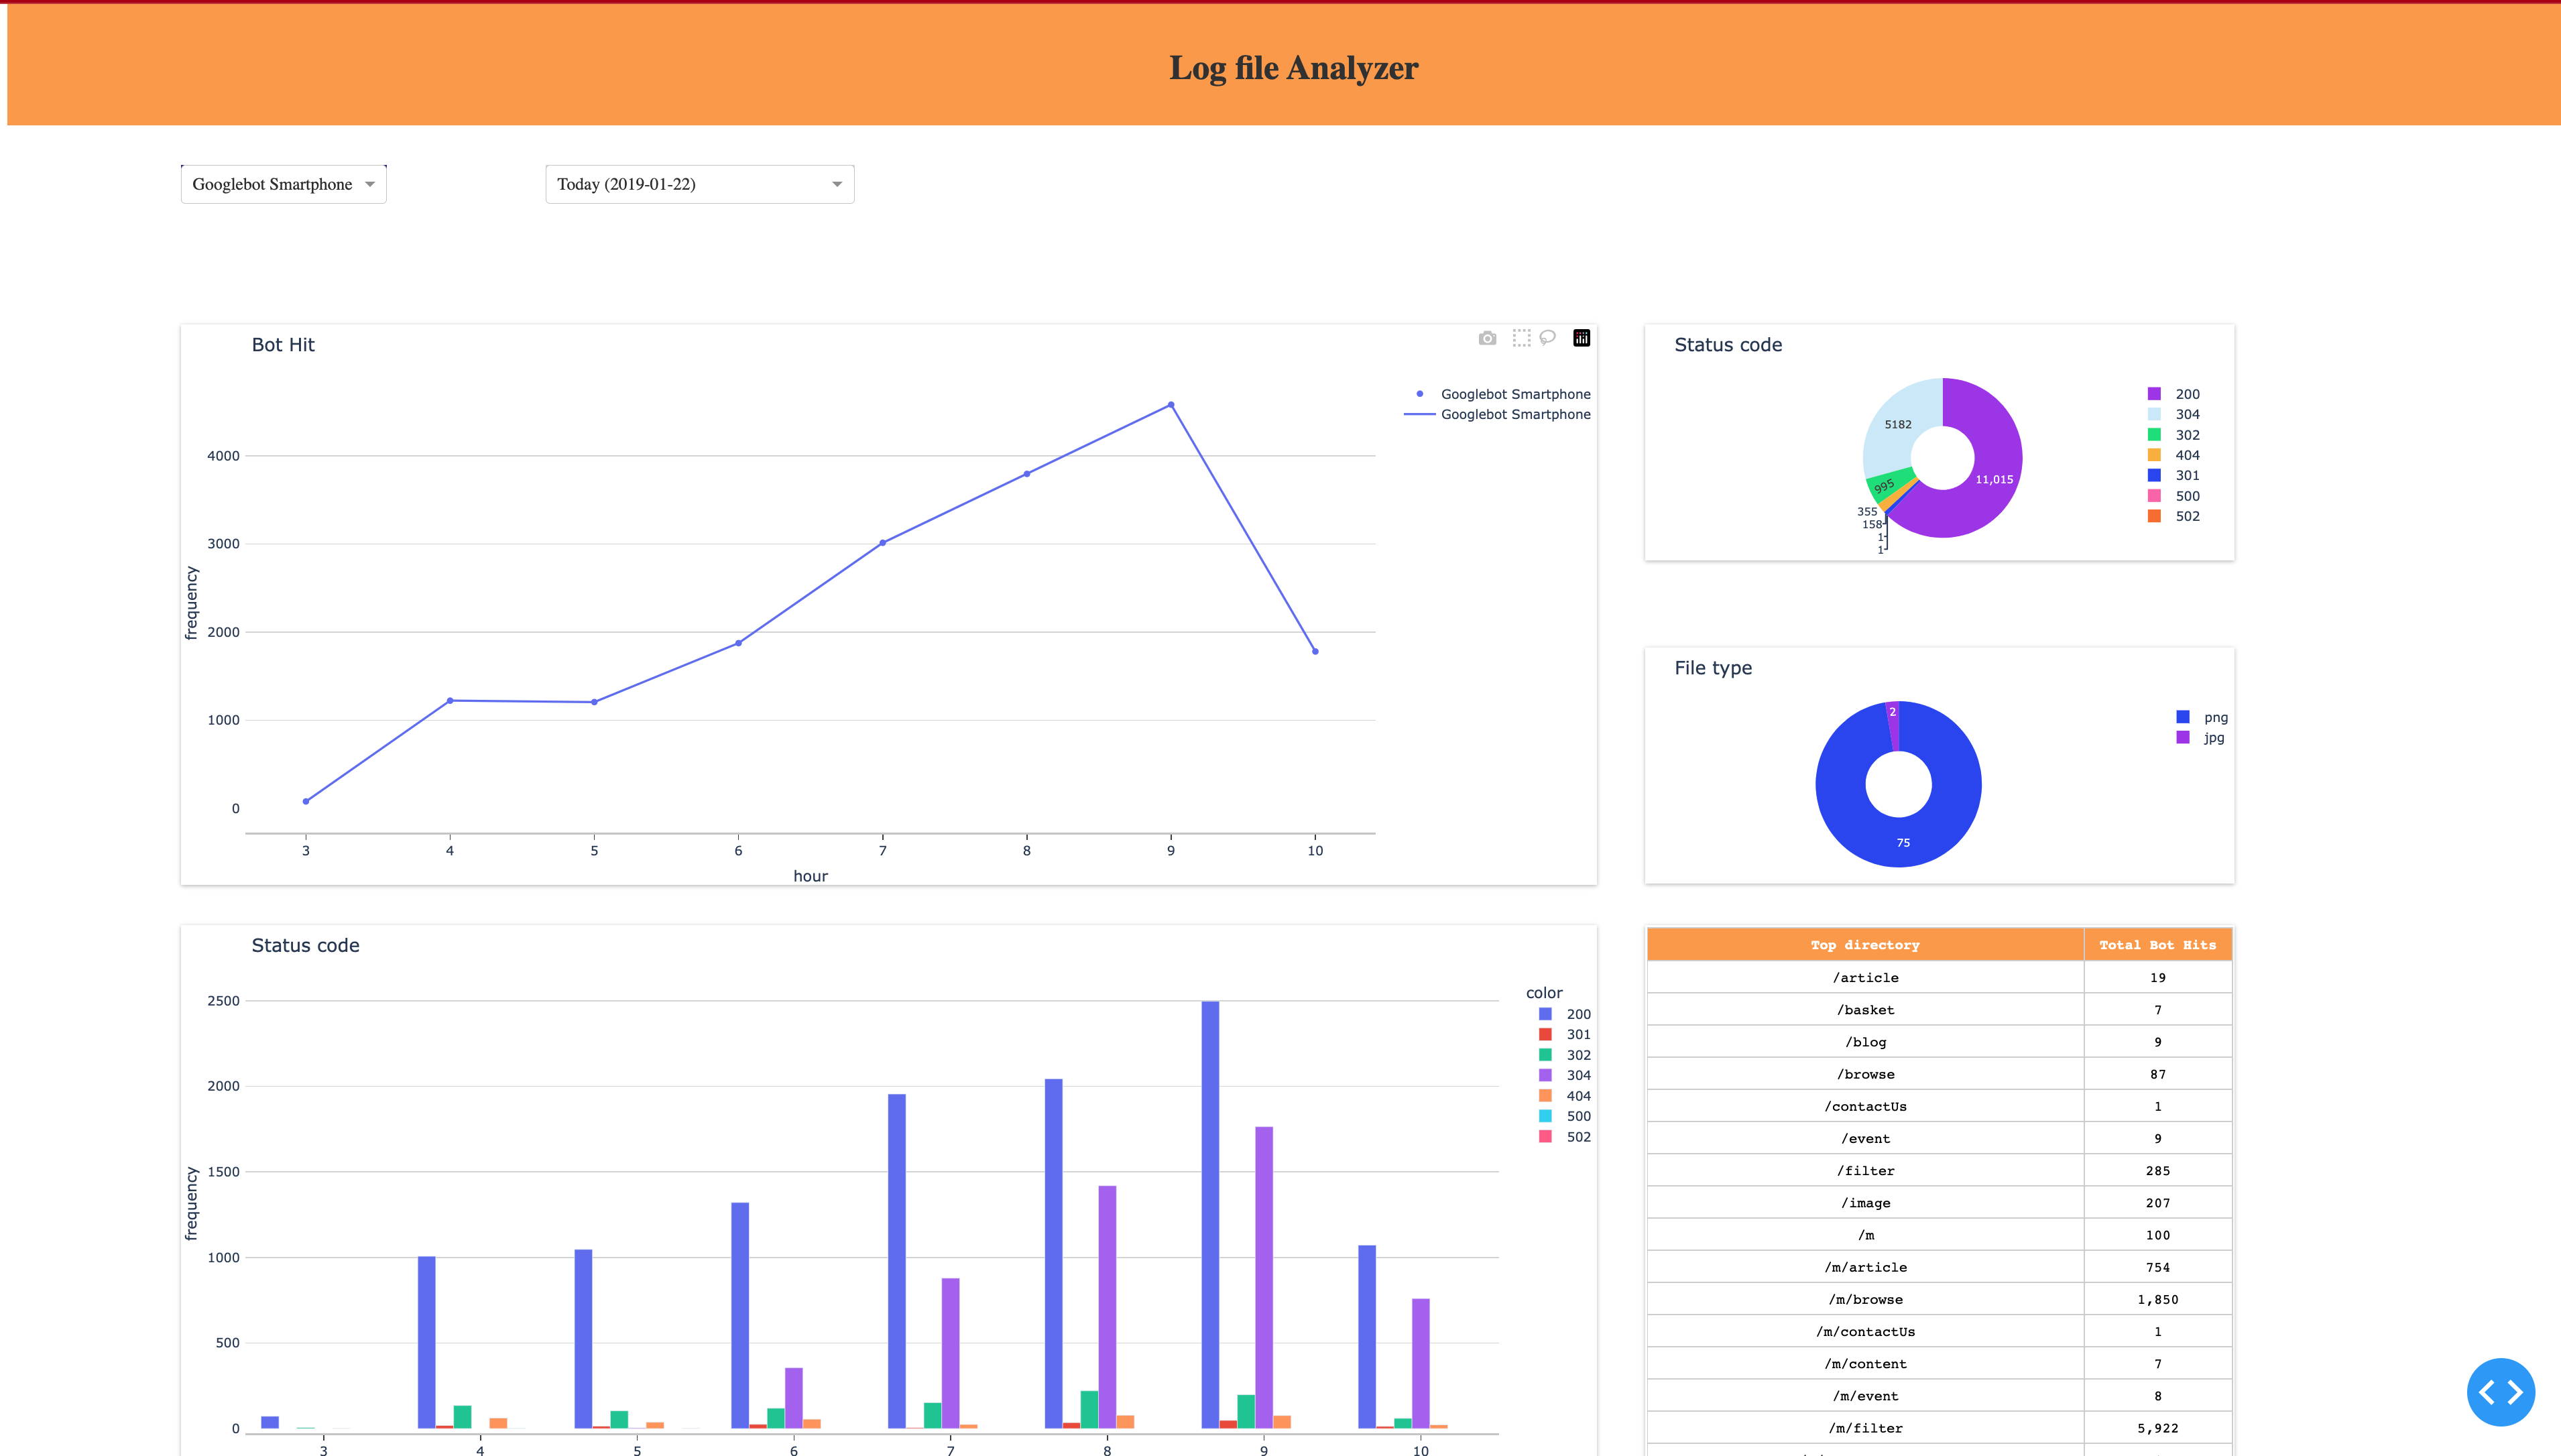 Log file Analyzer
Googlebot Smartphone
Today (2019-01-22)
Bot Hit
Googlebot Smartphone
Googlebot Smartphone
4000
3000
2000
1000
0
frequency
3 4 5 6 7 8 9 10
hour
Status code
5182
11,015
995
355
158
1
1
200
304
302
404
301
500
502
File type
2
75
png
jpg
Status code
2500
2000
1500
1000
500
0
frequency
3 4 5 6 7 8 9 10
color
200
301
302
304
404
500
502
Top directory Total Bot Hits
/article 19
/basket 7
/blog 9
/browse 87
/contactUs 1
/event 9
/filter 285
/image 207
/m 100
/m/article 754
/m/browse 1,850
/m/contactUs 1
/m/content 7
/m/event 8
/m/filter 5,922